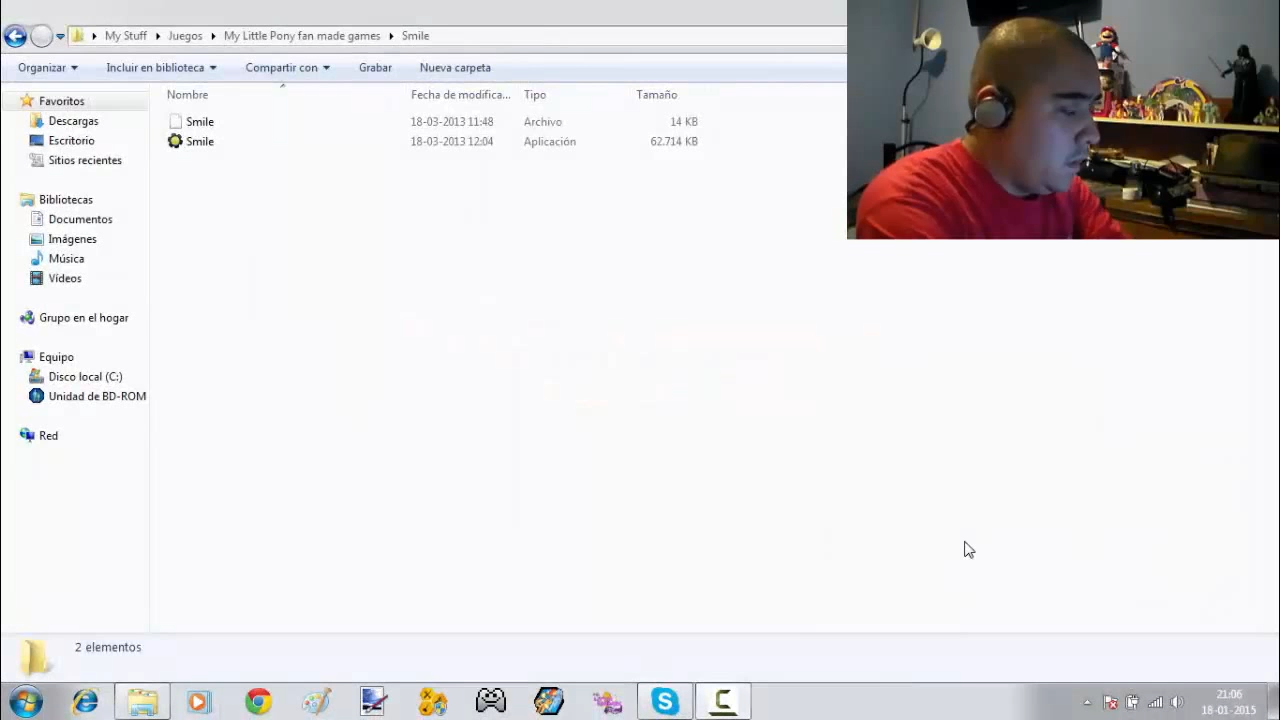 My Stuff Juegos My Little Pony fan made games Smile
Organizar Incluir en biblioteca Compartir con Grabar Nueva carpeta
Nombre Fecha de modifica... Tipo Tamaño
Smile 18-03-2013 11:48 Archivo 14 KB
Smile 18-03-2013 12:04 Aplicación 62.714 KB
Favoritos
Descargas
Escritorio
Sitios recientes
Bibliotecas
Documentos
Imágenes
Música
Vídeos
Grupo en el hogar
Equipo
Disco local (C:)
Unidad de BD-ROM
Red
2 elementos
21:06
18-01-2015